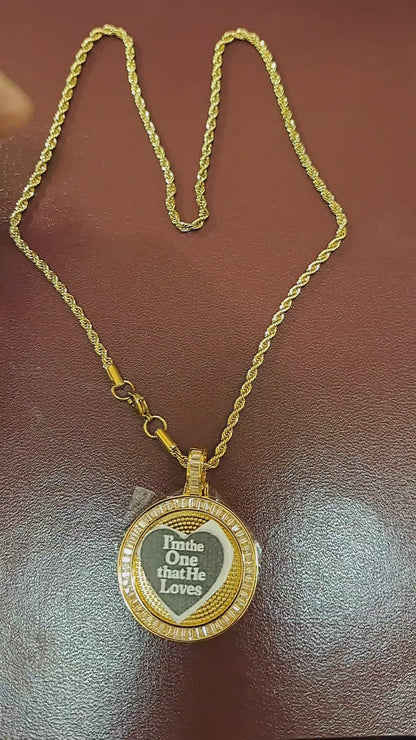 I'm the
One
that He
Loves